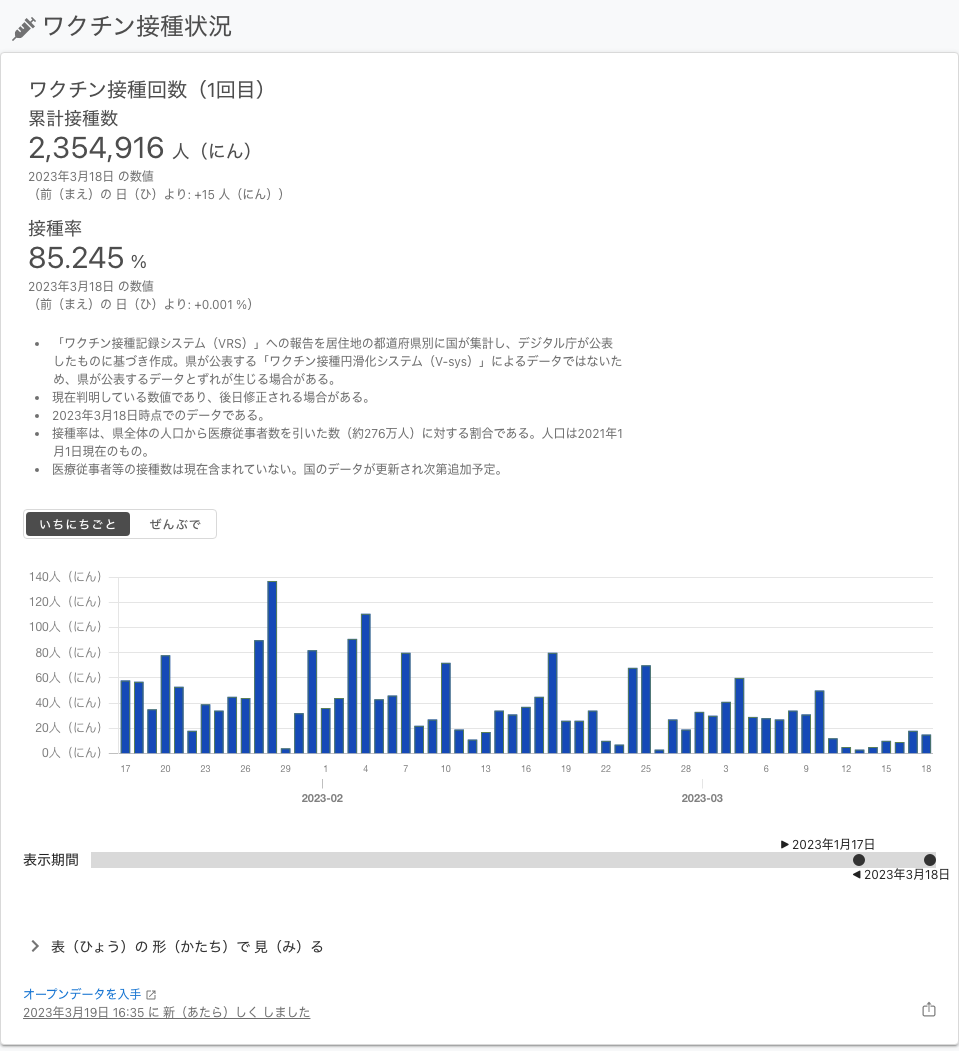 ワクチン接種状況
ワクチン接種回数（1回目）
累計接種数
2,354,916 人（にん）
2023年3月18日 の数値
（前（まえ）の 日（ひ）より: +15 人（にん））
接種率
85.245 %
2023年3月18日 の数値
（前（まえ）の 日（ひ）より: +0.001 %）
• 「ワクチン接種記録システム（VRS）」への報告を居住地の都道府県別に国が集計し、デジタル庁が公表
したものに基づき作成。県が公表する「ワクチン接種円滑化システム（V-sys）」によるデータではないた
め、県が公表するデータとずれが生じる場合がある。
• 現在判明している数値であり、後日修正される場合がある。
• 2023年3月18日時点でのデータである。
• 接種率は、県全体の人口から医療従事者数を引いた数（約276万人）に対する割合である。人口は2021年1
月1日現在のもの。
• 医療従事者等の接種数は現在含まれていない。国のデータが更新され次第追加予定。
いちにちごと ぜんぶで
140人（にん）
120人（にん）
100人（にん）
80人（にん）
60人（にん）
40人（にん）
20人（にん）
0人（にん）
17 20 23 26 29 1 4 7 10 13 16 19 22 25 28 3 6 9 12 15 18
2023-02 2023-03
▶ 2023年1月17日
表示期間
◀ 2023年3月18日
表（ひょう）の 形（かたち）で 見（み）る
オープンデータを入手
2023年3月19日 16:35 に 新（あたら）しく しました